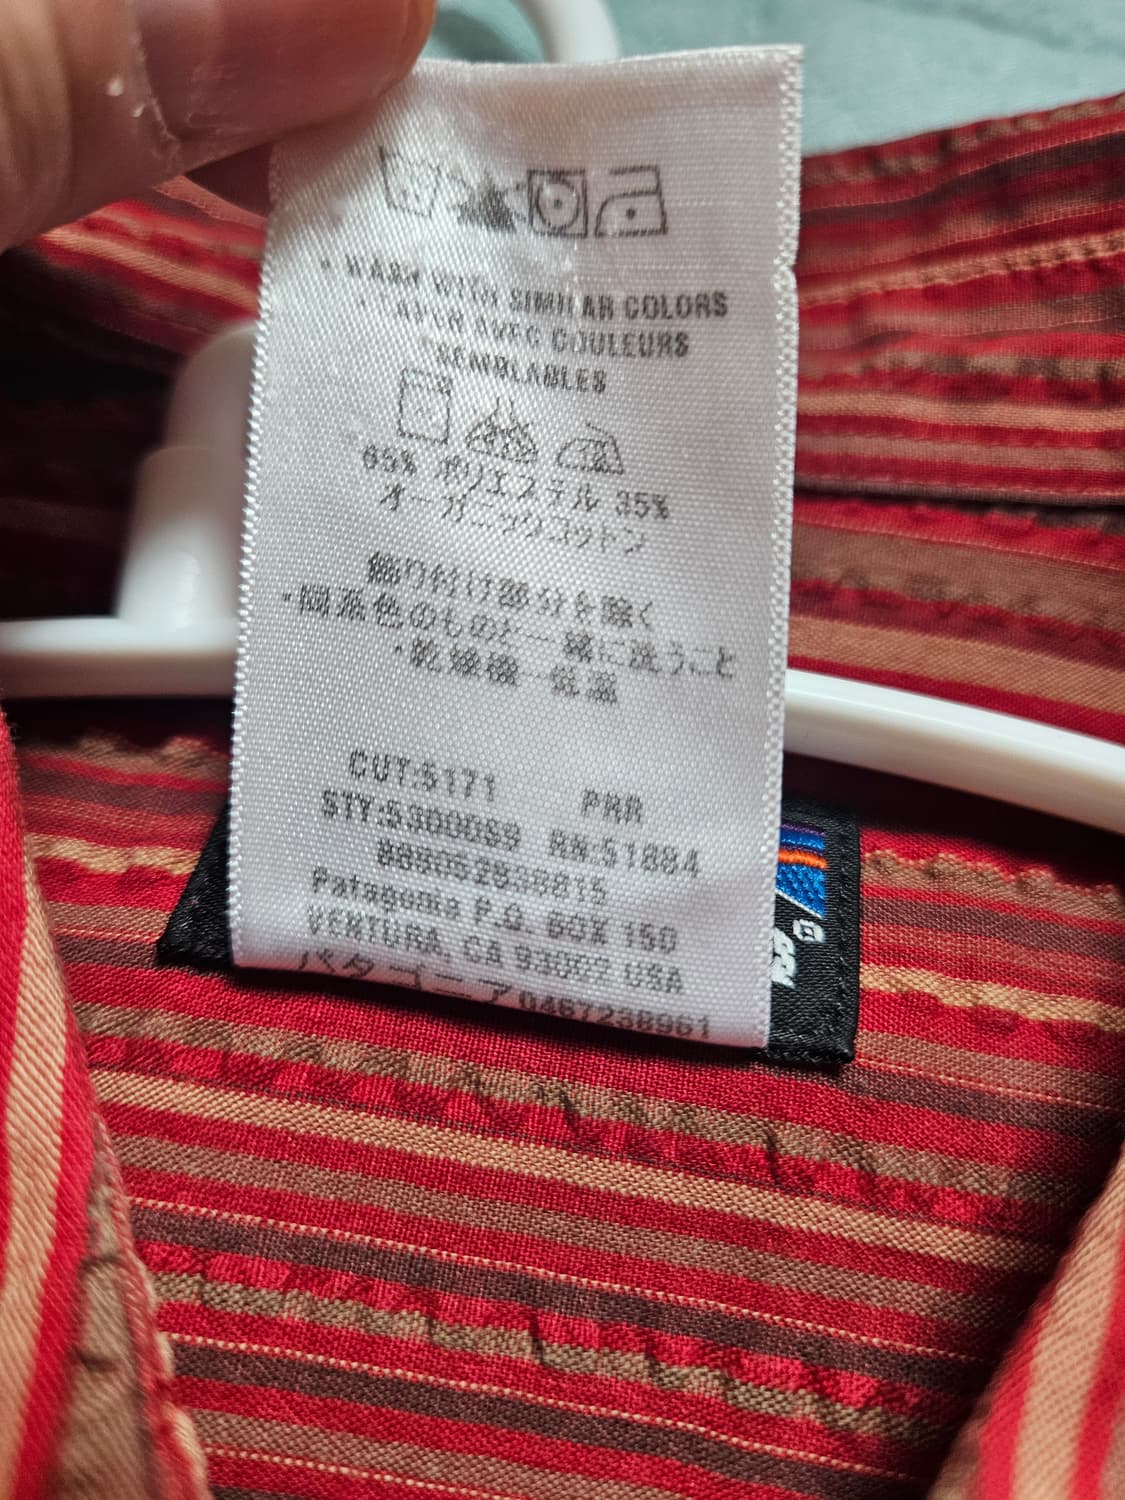 • WASH WITH SIMILAR COLORS
• LAVER AVEC COULEURS
SEMBLABLES
65% ポリエステル 35%
オーガニックコットン
飾り付け部分を除く
・同系色のものと一緒に洗うこと
・乾燥機 低温
CUT:5171 PRR
STY:53000 RN:51884
Patagonia P.O. BOX 150
VENTURA, CA 93002 USA
パタゴニア 0467238961